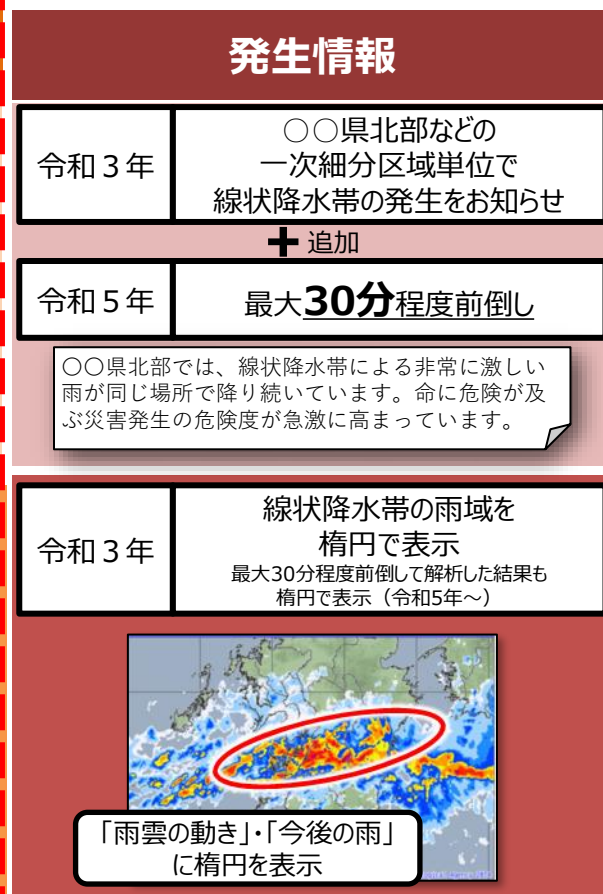 発生情報
令和３年
○○県北部などの
一次細分区域単位で
線状降水帯の発生をお知らせ
追加
令和５年
最大30分程度前倒し
〇〇県北部では、線状降水帯による非常に激しい
雨が同じ場所で降り続いています。命に危険が及
ぶ災害発生の危険度が急激に高まっています。
令和３年
線状降水帯の雨域を
楕円で表示
最大30分程度前倒して解析した結果も
楕円で表示（令和5年～）
「雨雲の動き」・「今後の雨」
に楕円を表示